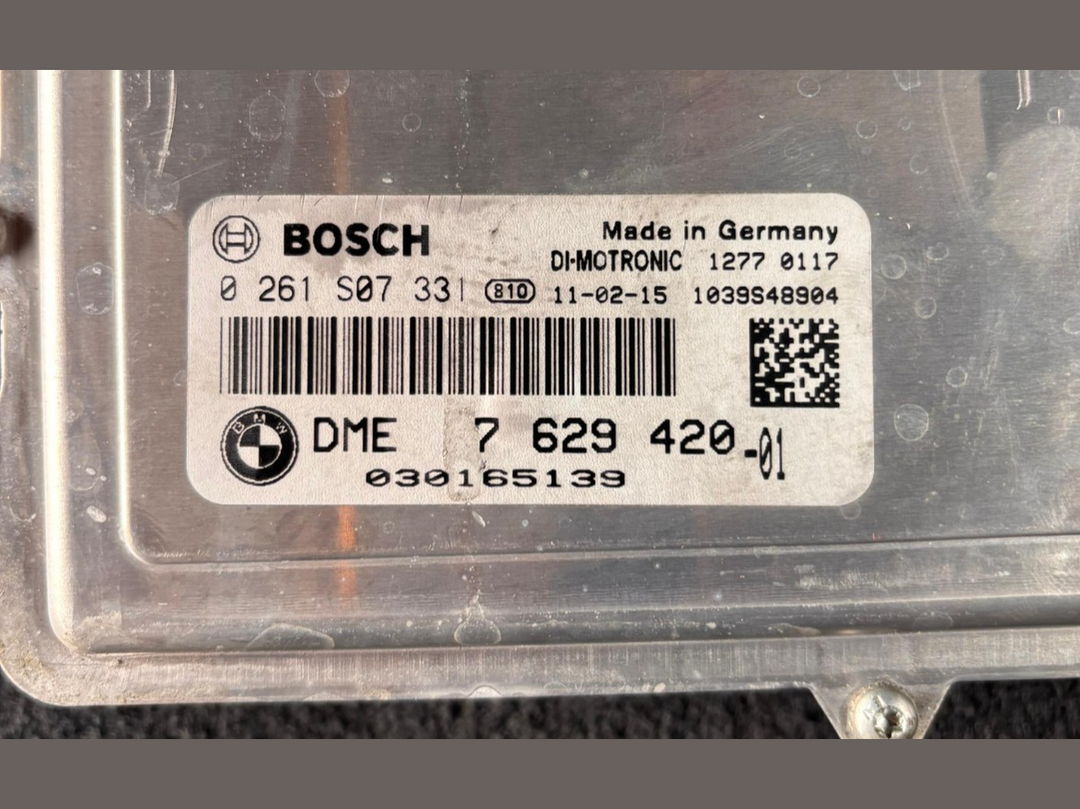 BOSCH
Made in Germany
DI-MOTRONIC 1277 0117
0 261 S07 331 810 11-02-15 1039S48904
BMW
DME 7 629 420-01
030165139